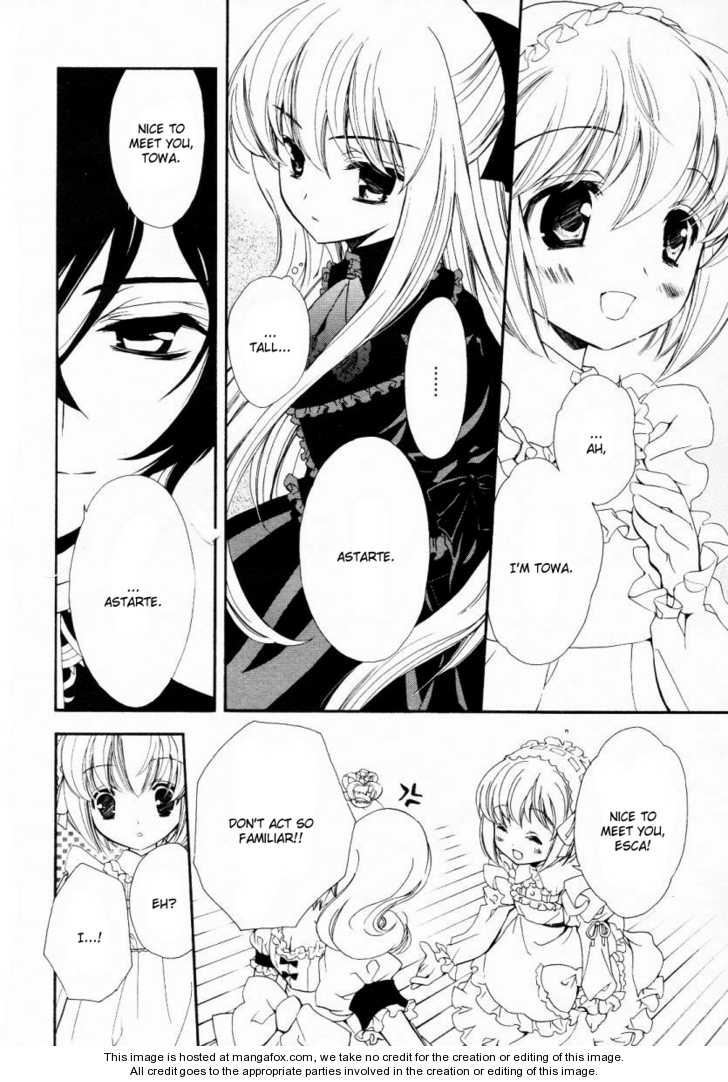 ...
AH,
I'M TOWA.
......
...
TALL...
ASTARTE.
NICE TO
MEET YOU,
TOWA.
...
ASTARTE.
NICE TO
MEET YOU,
ESCA!
DON'T ACT SO
FAMILIAR!!
EH?
I...!
This image is hosted at mangafox.com, we take no credit for the creation or editing of this image.
All credit goes to the appropriate parties involved in the creation or editing of this image.